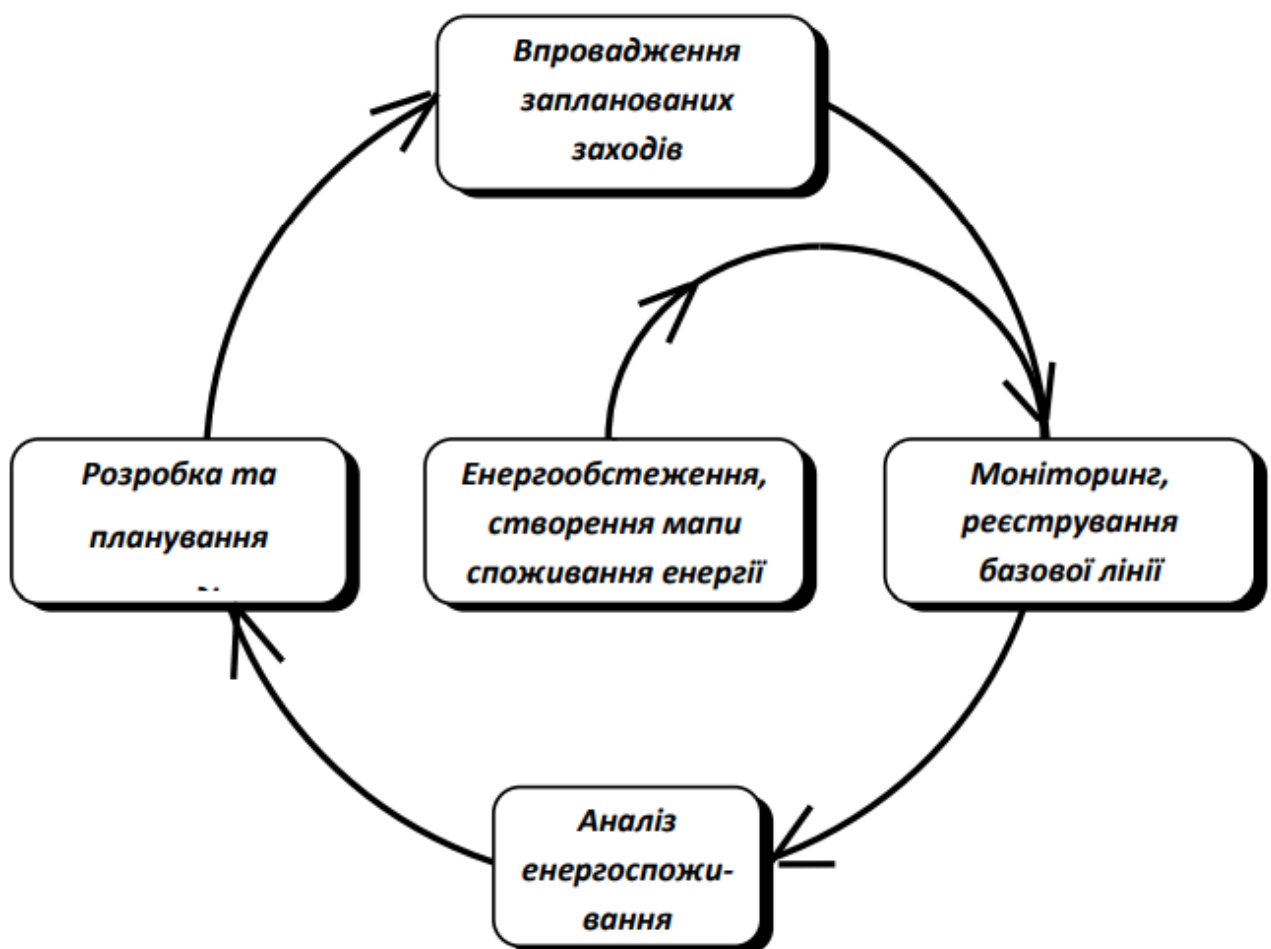 Впровадження
запланованих
заходів
Розробка та
планування
Енергообстеження,
створення мапи
споживання енергії
Моніторинг,
реєстрування
базової лінії
Аналіз
енергоспожи-
вання